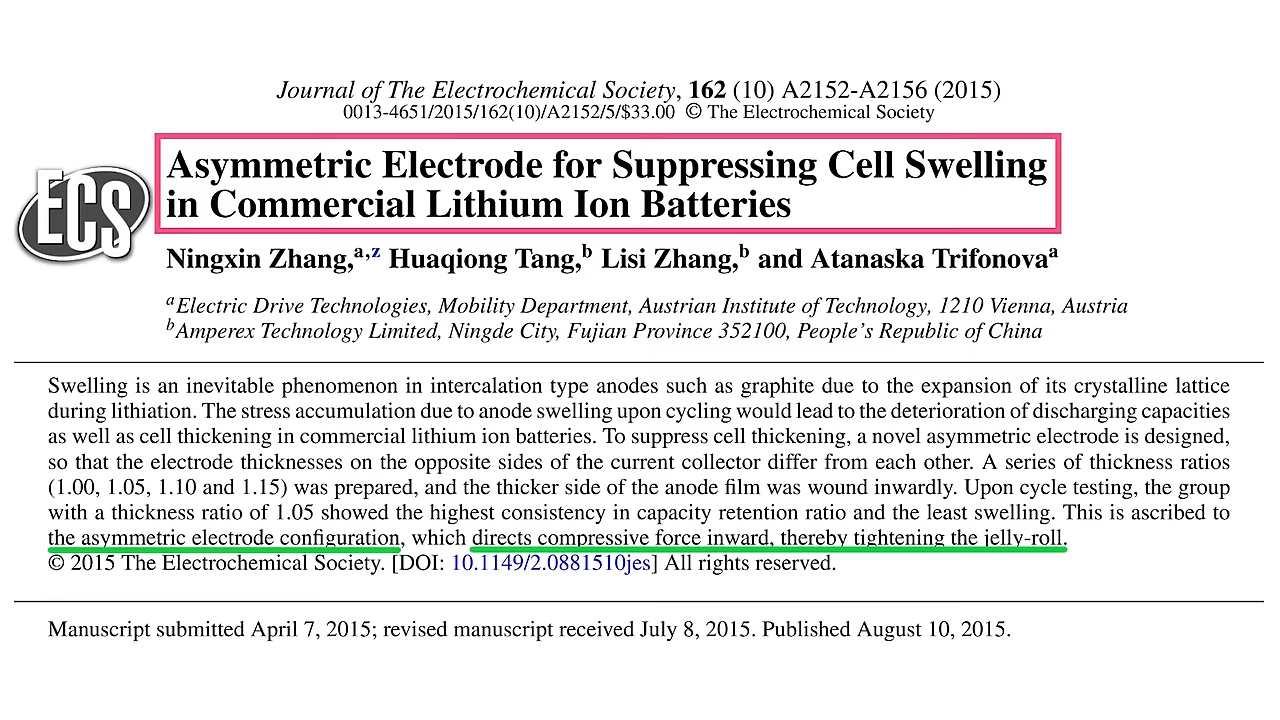 Journal of The Electrochemical Society, 162 (10) A2152-A2156 (2015)
0013-4651/2015/162(10)/A2152/5/$33.00 © The Electrochemical Society
ECS
Asymmetric Electrode for Suppressing Cell Swelling
in Commercial Lithium Ion Batteries
Ningxin Zhang,a,z Huaqiong Tang,b Lisi Zhang,b and Atanaska Trifonovaa
aElectric Drive Technologies, Mobility Department, Austrian Institute of Technology, 1210 Vienna, Austria
bAmperex Technology Limited, Ningde City, Fujian Province 352100, People's Republic of China
Swelling is an inevitable phenomenon in intercalation type anodes such as graphite due to the expansion of its crystalline lattice
during lithiation. The stress accumulation due to anode swelling upon cycling would lead to the deterioration of discharging capacities
as well as cell thickening in commercial lithium ion batteries. To suppress cell thickening, a novel asymmetric electrode is designed,
so that the electrode thicknesses on the opposite sides of the current collector differ from each other. A series of thickness ratios
(1.00, 1.05, 1.10 and 1.15) was prepared, and the thicker side of the anode film was wound inwardly. Upon cycle testing, the group
with a thickness ratio of 1.05 showed the highest consistency in capacity retention ratio and the least swelling. This is ascribed to
the asymmetric electrode configuration, which directs compressive force inward, thereby tightening the jelly-roll.
© 2015 The Electrochemical Society. [DOI: 10.1149/2.0881510jes] All rights reserved.
Manuscript submitted April 7, 2015; revised manuscript received July 8, 2015. Published August 10, 2015.